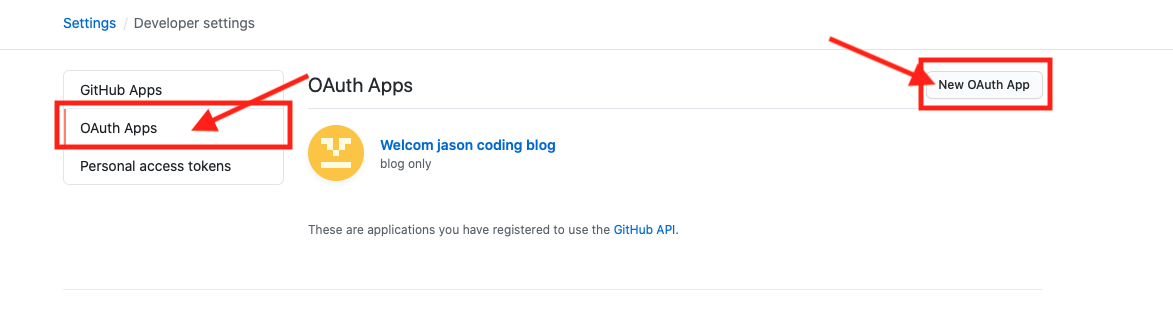 Settings / Developer settings
GitHub Apps
OAuth Apps
Personal access tokens
OAuth Apps
New OAuth App
Welcom jason coding blog
blog only
These are applications you have registered to use the GitHub API.